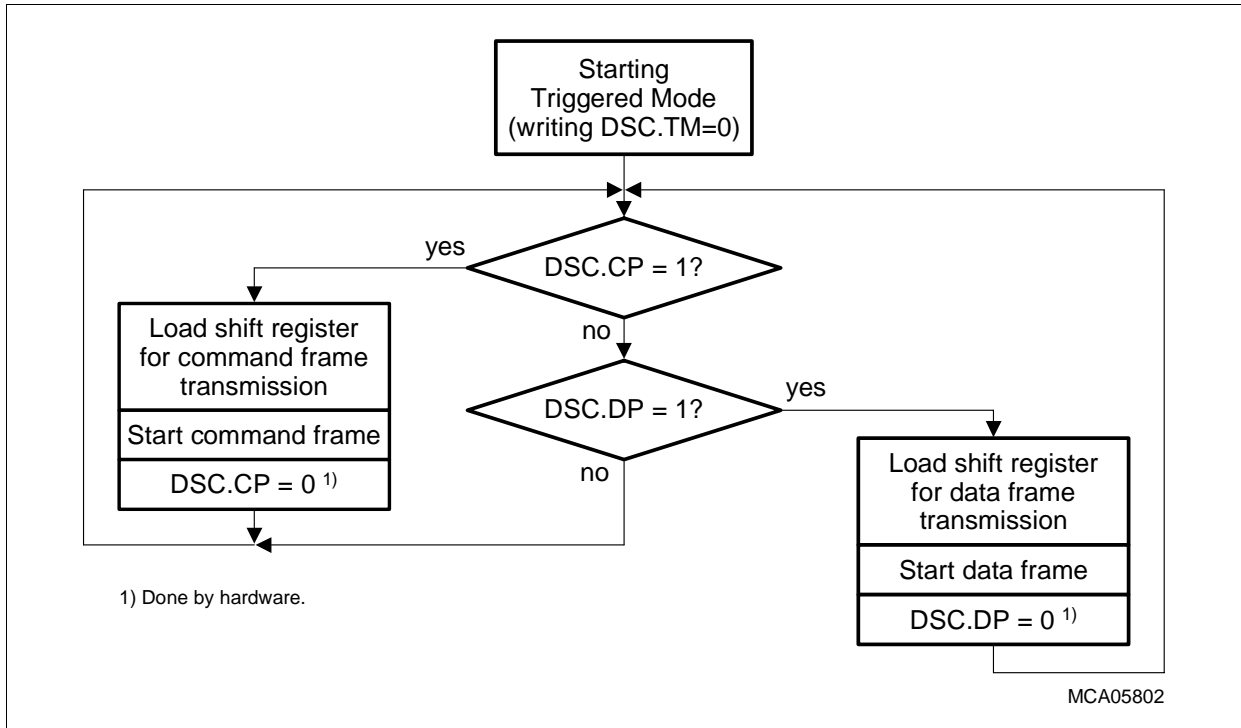 Starting
Triggered Mode
(writing DSC.TM=0)
yes
DSC.CP = 1?
Load shift register
for command frame
transmission
no
yes
DSC.DP = 1?
Start command frame
DSC.CP = 0 1)
no
Load shift register
for data frame
transmission
Start data frame
1) Done by hardware.
DSC.DP = 0 1)
MCA05802